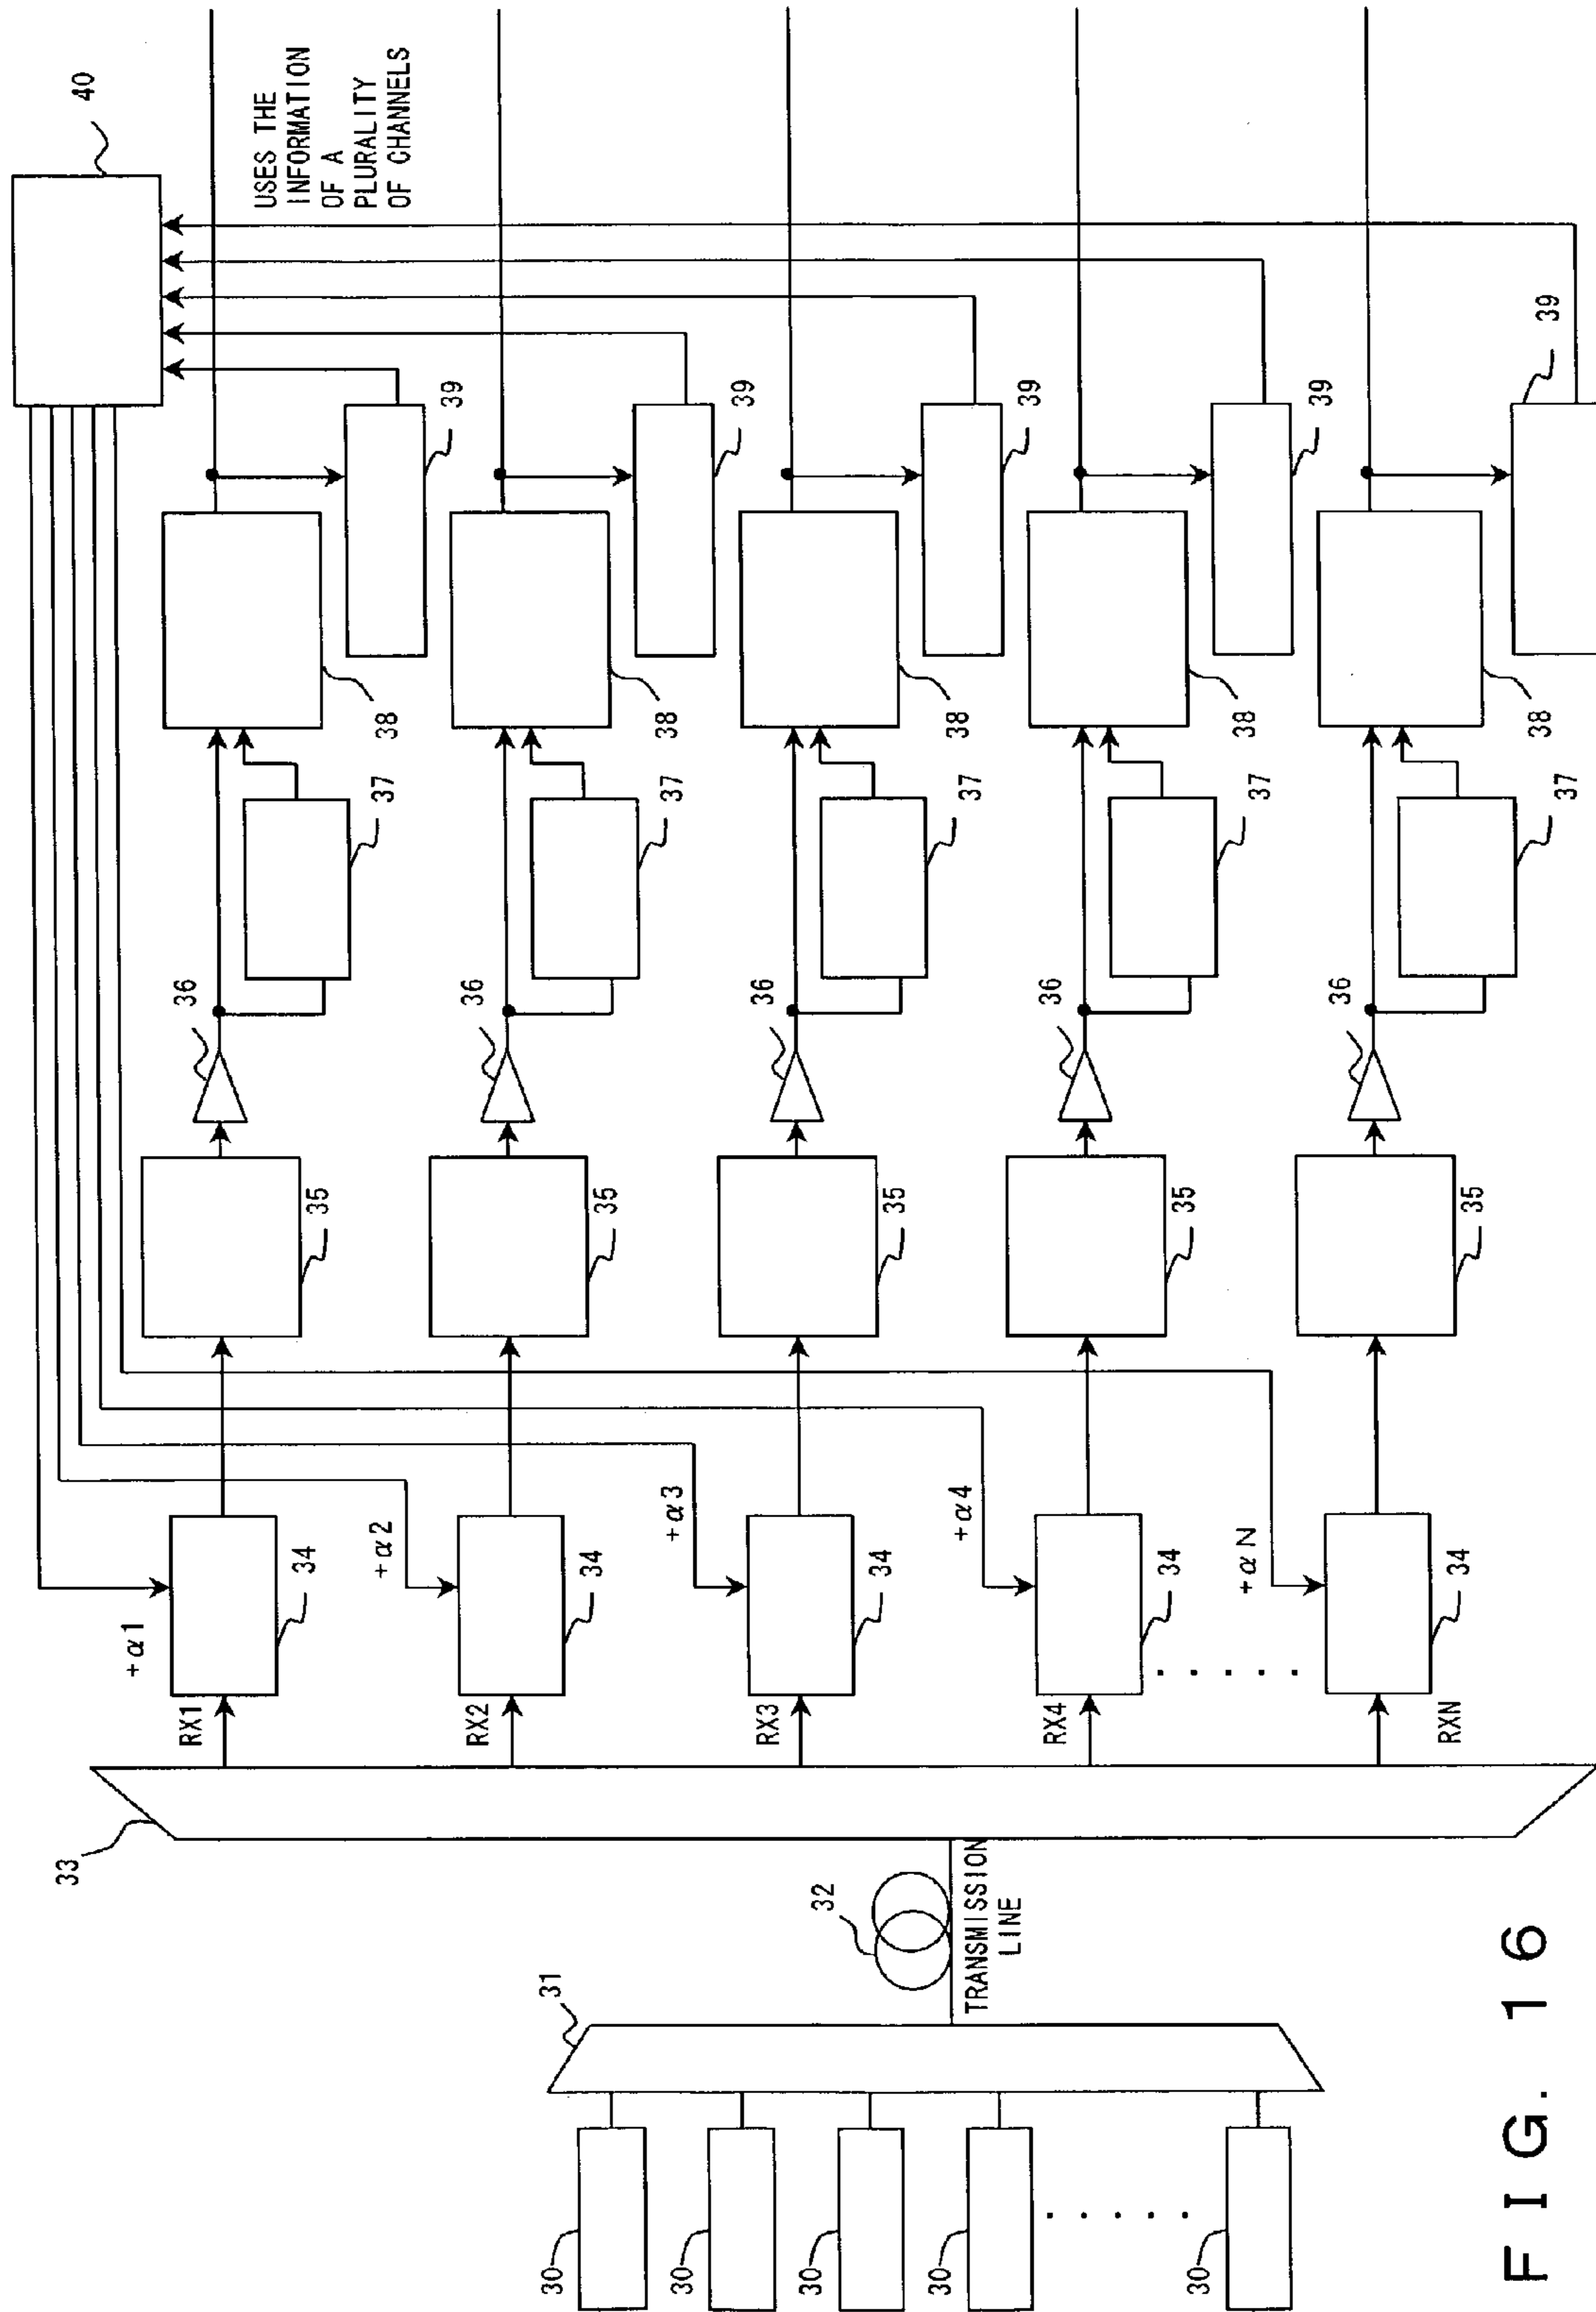 40
USES THE
INFORMATION
OF A
PLURALITY
OF CHANNELS
33
31
32
TRANSMISSION
LINE
30
30
30
30
. . . . .
30
RX1
+α1
34
35
36
37
38
39
RX2
+α2
34
35
36
37
38
39
RX3
+α3
34
35
36
37
38
39
RX4
+α4
34
35
36
37
38
39
. . . . .
RXN
+αN
34
35
36
37
38
39
FIG. 16